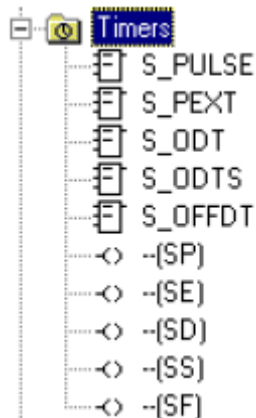 Timers
S_PULSE
S_PEXT
S_ODT
S_ODTS
S_OFFDT
--(SP)
--(SE)
--(SD)
--(SS)
--(SF)